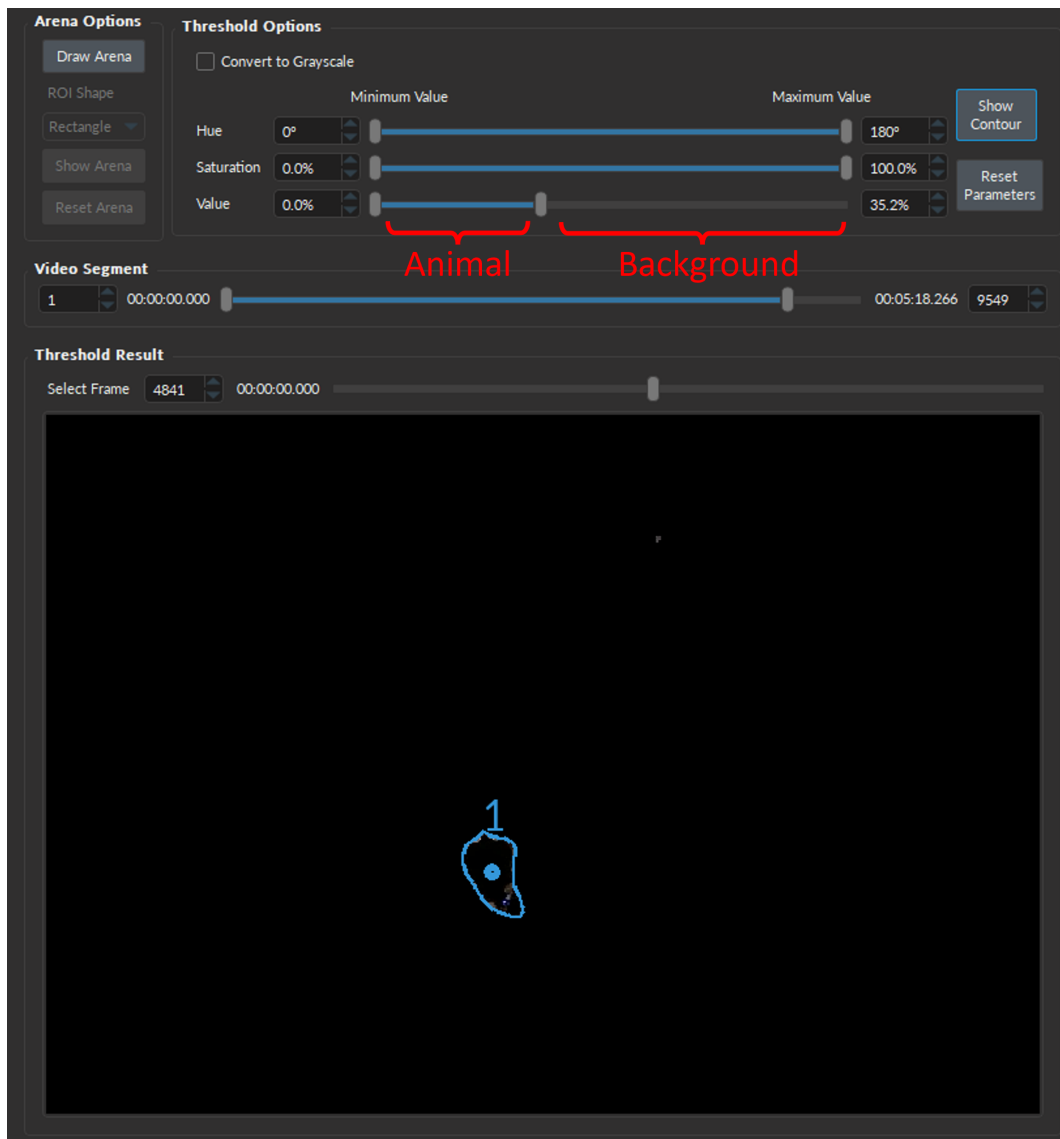 Arena Options
Draw Arena
ROI Shape
Rectangle
Show Arena
Reset Arena
Threshold Options
Convert to Grayscale
Minimum Value
Maximum Value
Hue 0° 180°
Saturation 0.0% 100.0%
Value 0.0% 35.2%
Show
Contour
Reset
Parameters
Animal
Background
Video Segment
1 00:00:00.000 00:05:18.266 9549
Threshold Result
Select Frame 4841 00:00:00.000
1